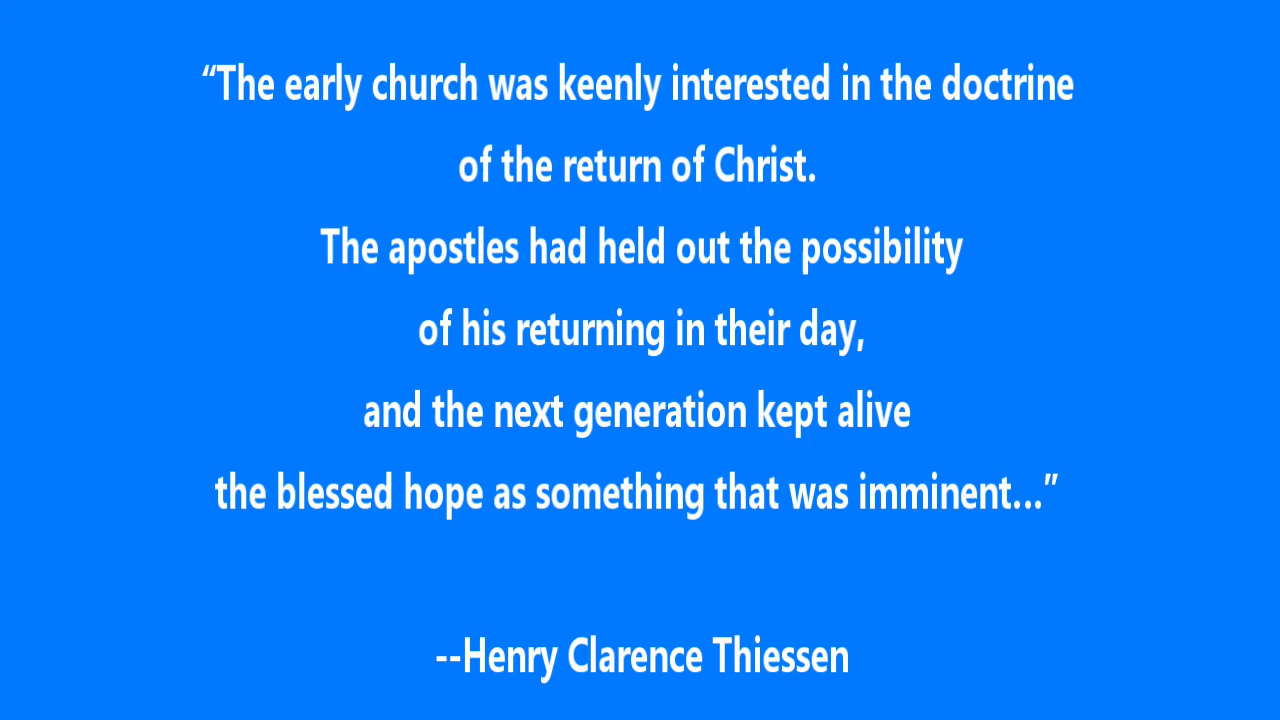 “The early church was keenly interested in the doctrine
of the return of Christ.
The apostles had held out the possibility
of his returning in their day,
and the next generation kept alive
the blessed hope as something that was imminent...”
--Henry Clarence Thiessen